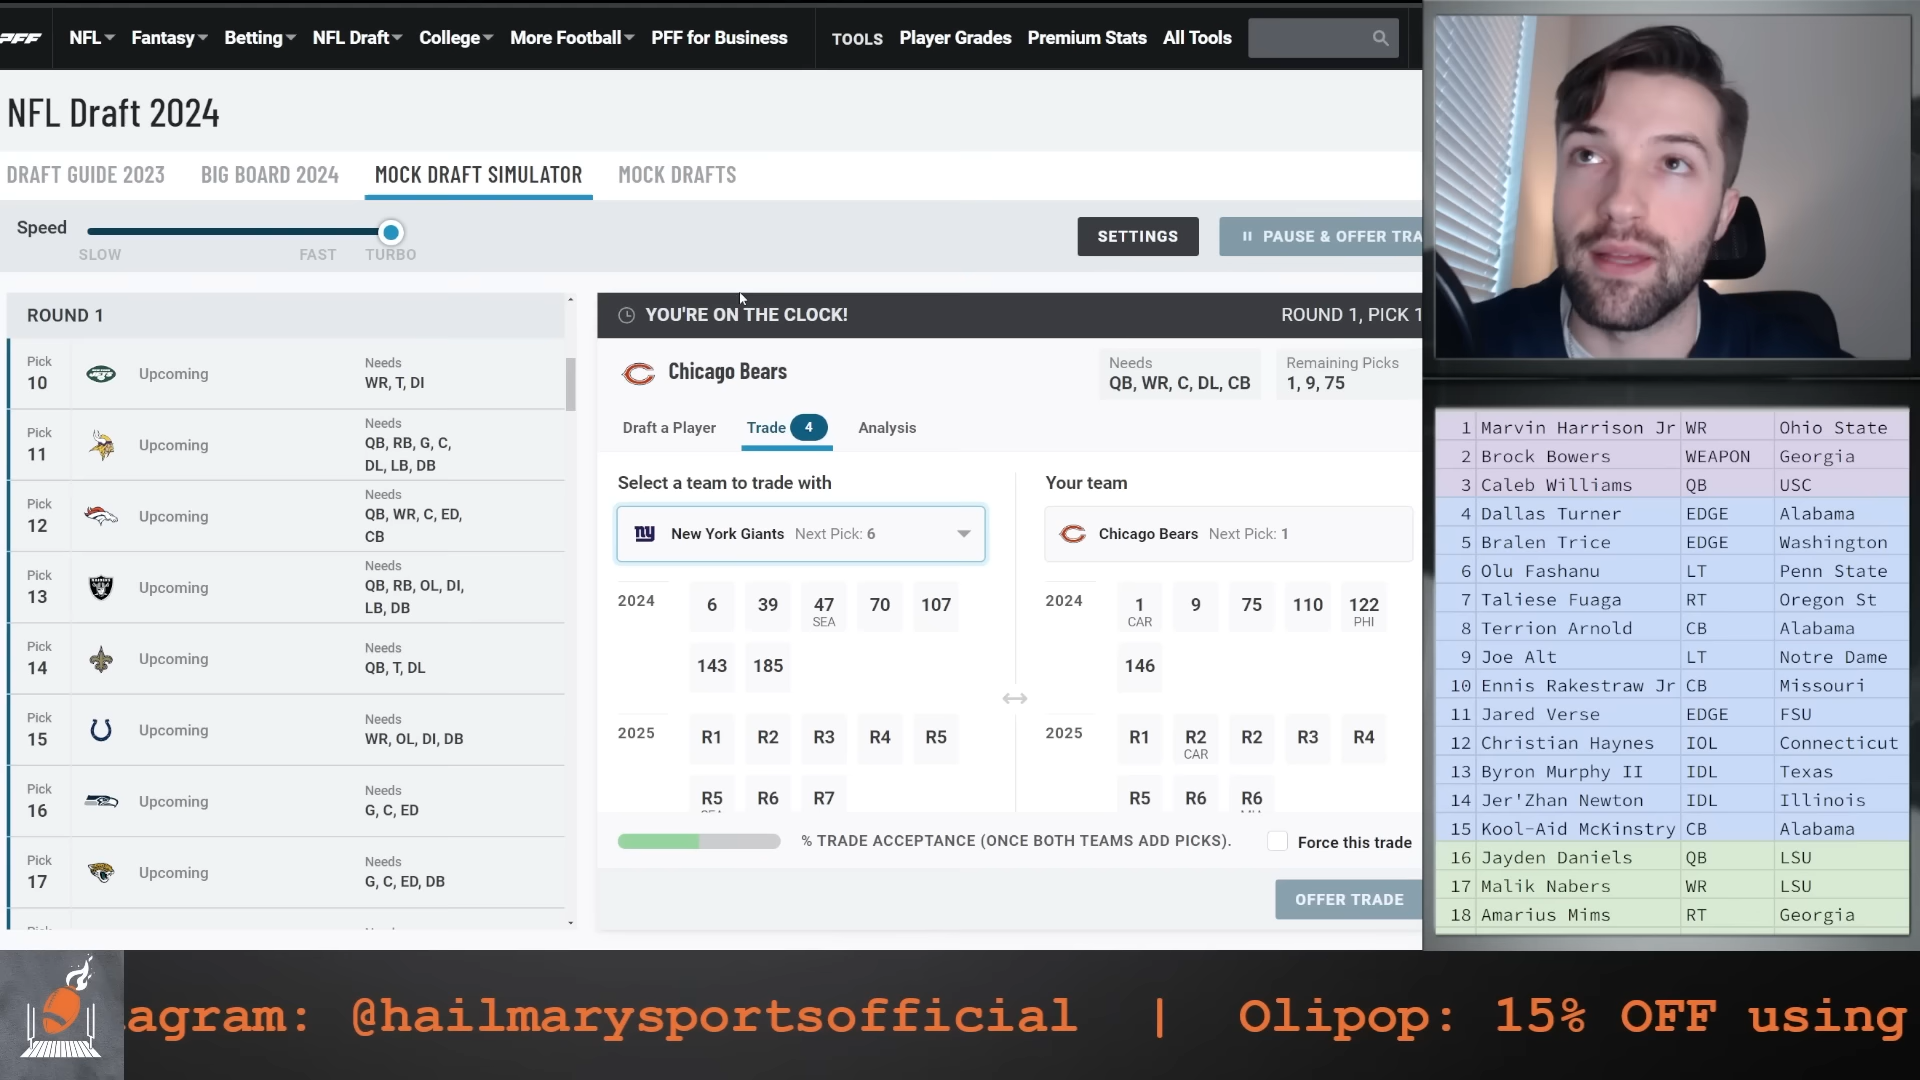 PFF NFL Fantasy Betting NFL Draft College More Football PFF for Business TOOLS Player Grades Premium Stats All Tools
NFL Draft 2024
DRAFT GUIDE 2023 BIG BOARD 2024 MOCK DRAFT SIMULATOR MOCK DRAFTS
Speed
SLOW FAST TURBO
SETTINGS PAUSE & OFFER TRA
ROUND 1
Pick 10 Upcoming Needs WR, T, DI
Pick 11 Upcoming Needs QB, RB, G, C,
DL, LB, DB
Pick 12 Upcoming Needs QB, WR, C, ED,
CB
Pick 13 Upcoming Needs QB, RB, OL, DI,
LB, DB
Pick 14 Upcoming Needs QB, T, DL
Pick 15 Upcoming Needs WR, OL, DI, DB
Pick 16 Upcoming Needs G, C, ED
Pick 17 Upcoming Needs G, C, ED, DB
YOU'RE ON THE CLOCK! ROUND 1, PICK 1
Chicago Bears
Needs
QB, WR, C, DL, CB
Remaining Picks
1, 9, 75
Draft a Player Trade 4 Analysis
Select a team to trade with
ny New York Giants Next Pick: 6
2024 6 39 47 SEA 70 107
143 185
2025 R1 R2 R3 R4 R5
R5 R6 R7
Your team
Chicago Bears Next Pick: 1
2024 1 CAR 9 75 110 122 PHI
146
2025 R1 R2 CAR R2 R3 R4
R5 R6 R6
% TRADE ACCEPTANCE (ONCE BOTH TEAMS ADD PICKS).
Force this trade
OFFER TRADE
1 Marvin Harrison Jr WR Ohio State
2 Brock Bowers WEAPON Georgia
3 Caleb Williams QB USC
4 Dallas Turner EDGE Alabama
5 Bralen Trice EDGE Washington
6 Olu Fashanu LT Penn State
7 Taliese Fuaga RT Oregon St
8 Terrion Arnold CB Alabama
9 Joe Alt LT Notre Dame
10 Ennis Rakestraw Jr CB Missouri
11 Jared Verse EDGE FSU
12 Christian Haynes IOL Connecticut
13 Byron Murphy II IDL Texas
14 Jer'Zhan Newton IDL Illinois
15 Kool-Aid McKinstry CB Alabama
16 Jayden Daniels QB LSU
17 Malik Nabers WR LSU
18 Amarius Mims RT Georgia
agram: @hailmarysportsofficial | Olipop: 15% OFF using